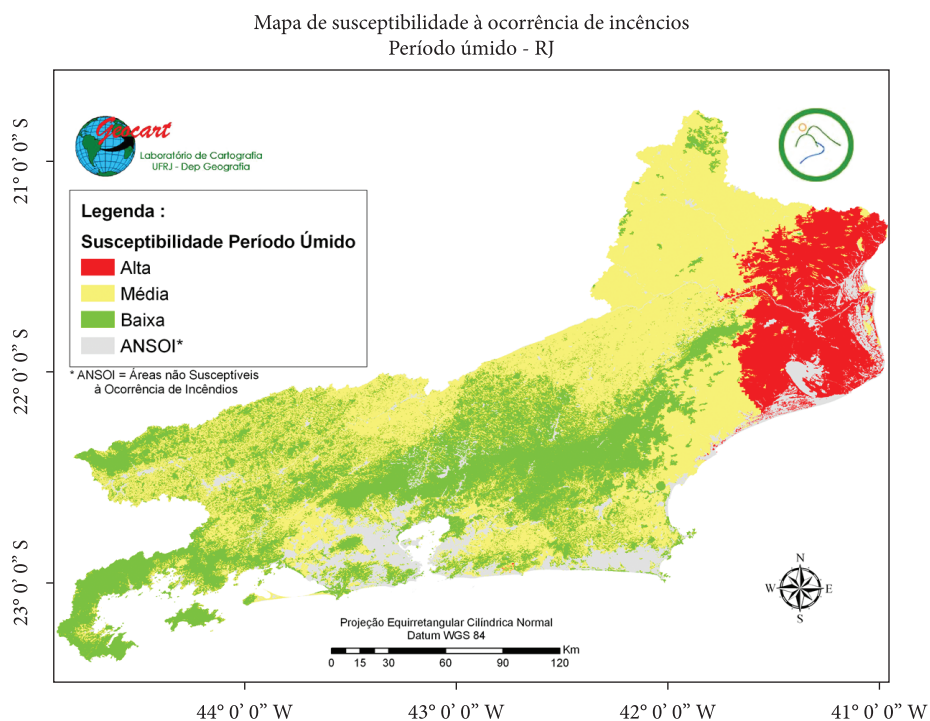 Mapa de susceptibilidade à ocorrência de incêncios
Período úmido - RJ
Geocart
Laboratório de Cartografia
UFRJ - Dep Geografia
Legenda :
Susceptibilidade Período Úmido
Alta
Média
Baixa
ANSOI*
* ANSOI = Áreas não Susceptíveis
à Ocorrência de Incêndios
21° 0’ 0” S
22° 0’ 0” S
23° 0’ 0” S
N
W E
S
Projeção Equirretangular Cilíndrica Normal
Datum WGS 84
Km
0 15 30 60 90 120
44° 0’ 0” W
43° 0’ 0” W
42° 0’ 0” W
41° 0’ 0” W